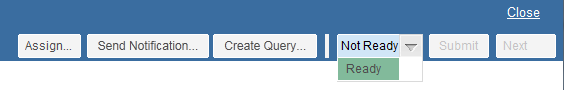 Close
Assign... Send Notification... Create Query... Not Ready Submit Next
Ready